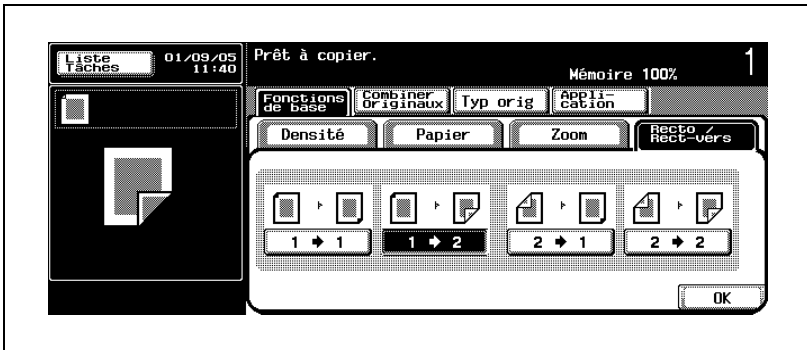 Liste
Tâches
01/09/05
11:40
Prêt à copier.
Mémoire 100%
1
Fonctions
de base
Combiner
Originaux
Typ orig
Appli-
cation
Densité
Papier
Zoom
Recto /
Rect-vers
1 ➔ 1
1 ➔ 2
2 ➔ 1
2 ➔ 2
OK